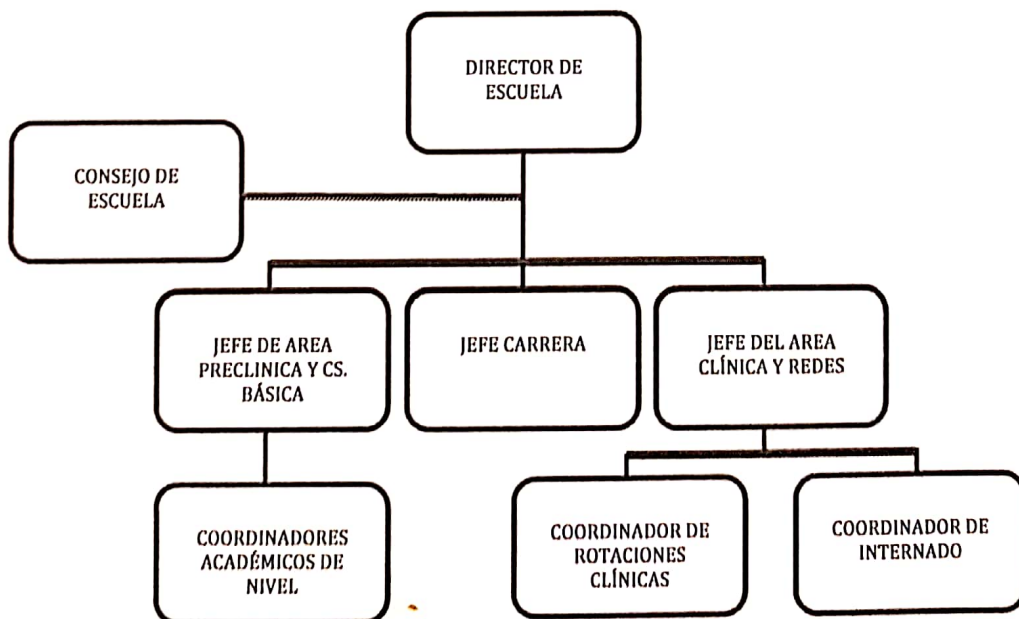 DIRECTOR DE
ESCUELA
CONSEJO DE
ESCUELA
JEFE DE AREA
PRECLINICA Y CS.
BÁSICA
JEFE CARRERA
JEFE DEL AREA
CLÍNICA Y REDES
COORDINADORES
ACADÉMICOS DE
NIVEL
COORDINADOR DE
ROTACIONES
CLÍNICAS
COORDINADOR DE
INTERNADO